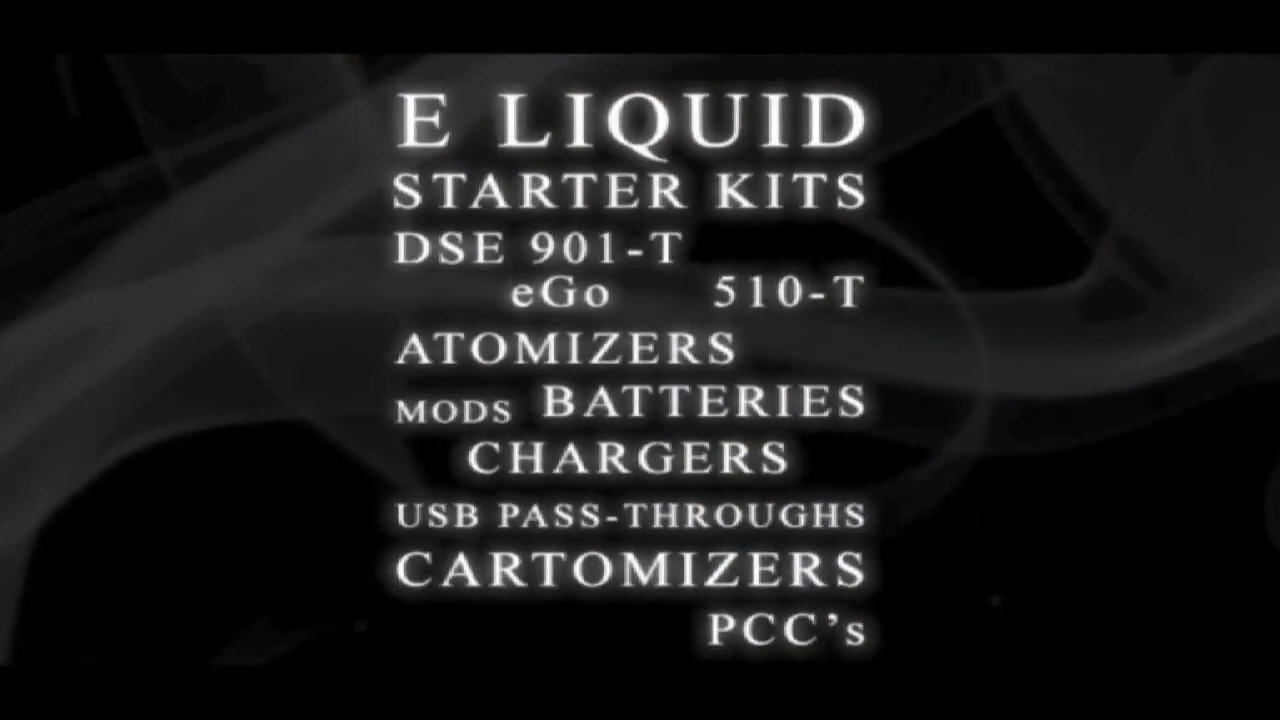 E LIQUID
STARTER KITS
DSE 901-T
eGo 510-T
ATOMIZERS
MODS BATTERIES
CHARGERS
USB PASS-THROUGHS
CARTOMIZERS
PCC's